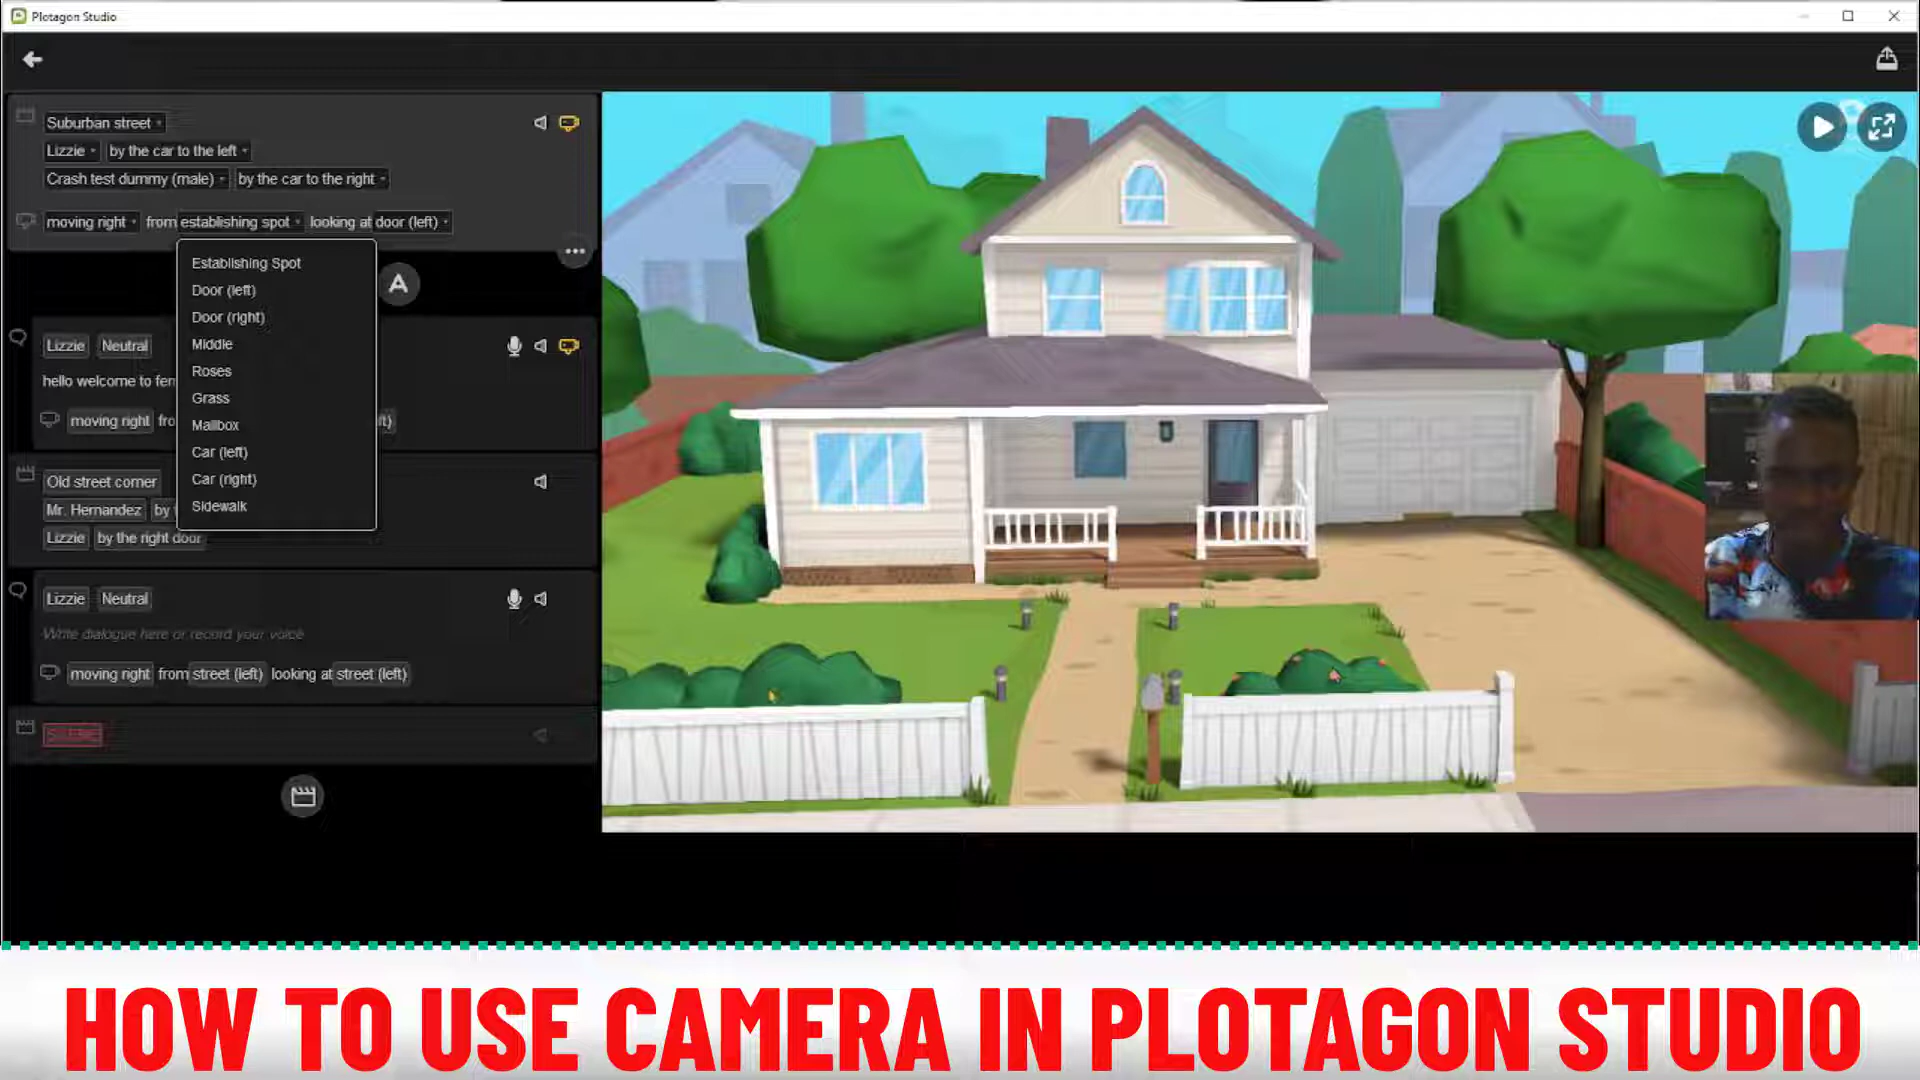 Plotagon Studio
Suburban street
Lizzie by the car to the left
Crash test dummy (male) by the car to the right
moving right from establishing spot looking at door (left)
Establishing Spot
Door (left)
Door (right)
Middle
Roses
Grass
Mailbox
Car (left)
Car (right)
Sidewalk
A
Lizzie Neutral
hello welcome to
moving right
Old street corner
Mr. Hernandez by
Lizzie by the right door
Lizzie Neutral
Write dialogue here or record your voice
moving right from street (left) looking at street (left)
HOW TO USE CAMERA IN PLOTAGON STUDIO